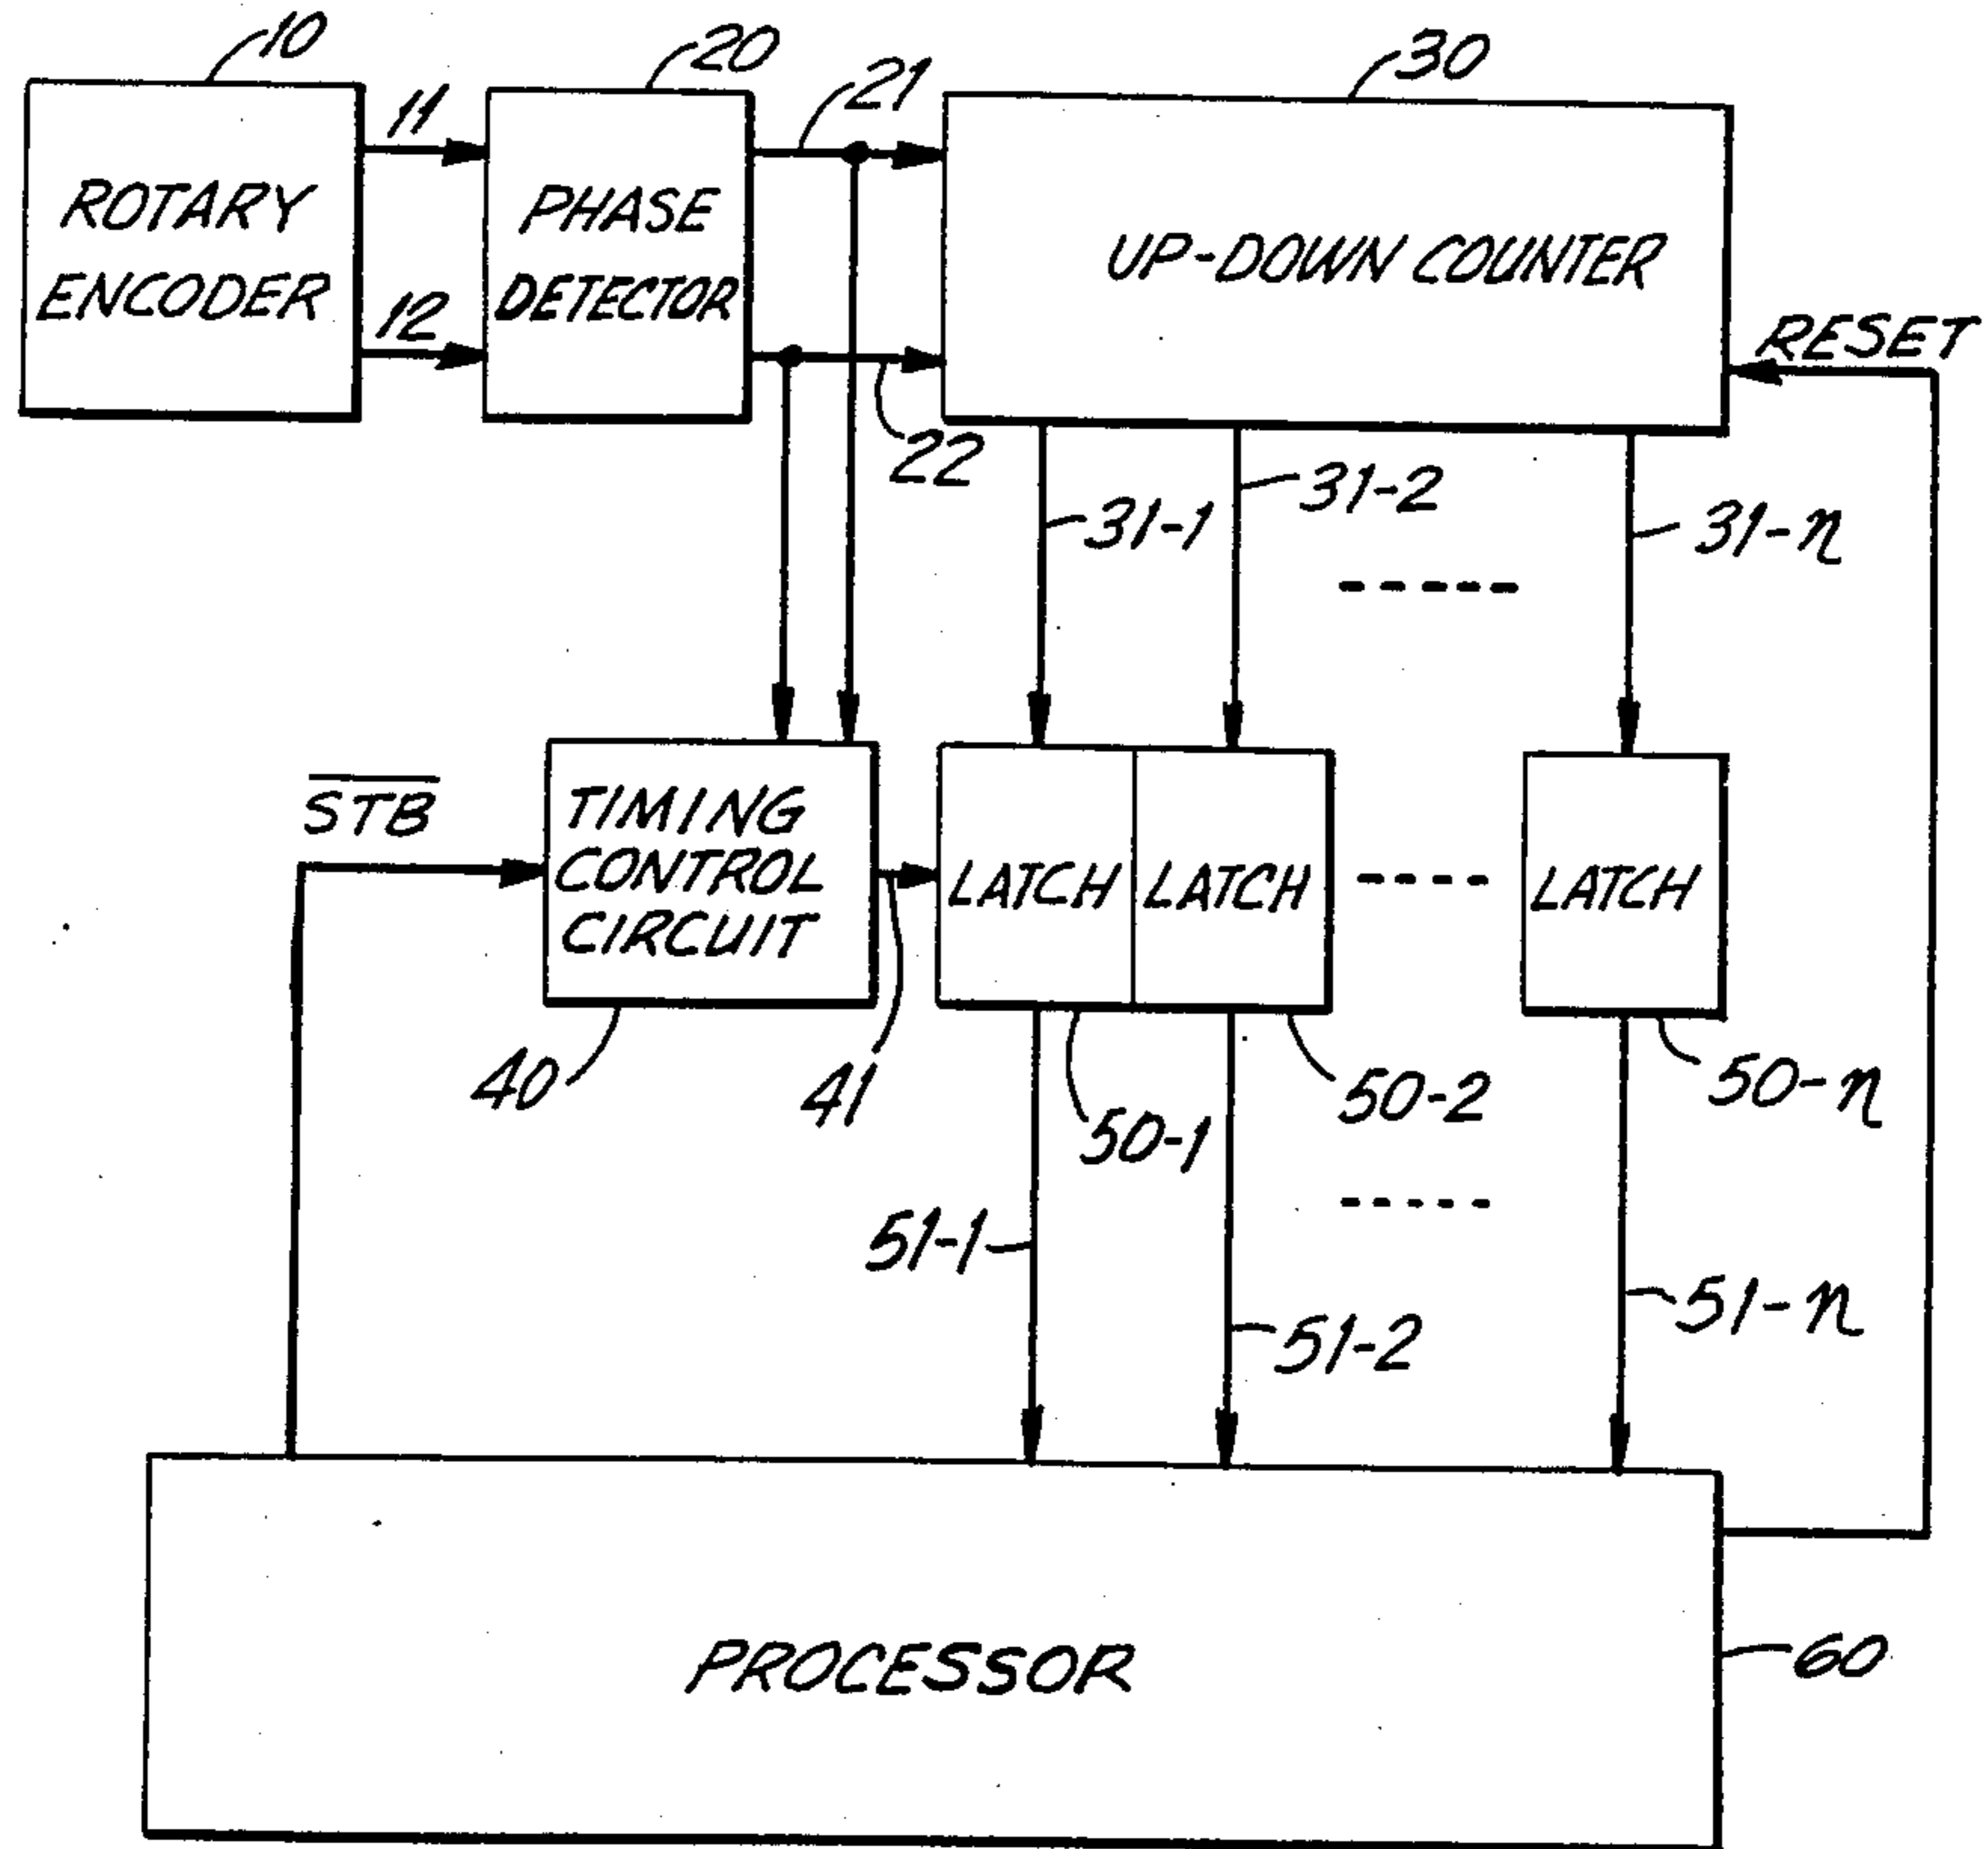 10
20
21
30
11
12
ROTARY
ENCODER
PHASE
DETECTOR
UP-DOWN COUNTER
RESET
22
31-1
31-2
31-n
-----
S̅T̅B̅
TIMING
CONTROL
CIRCUIT
LATCH
LATCH
----
LATCH
40
41
50-1
50-2
50-n
-----
51-1
51-2
51-n
PROCESSOR
60